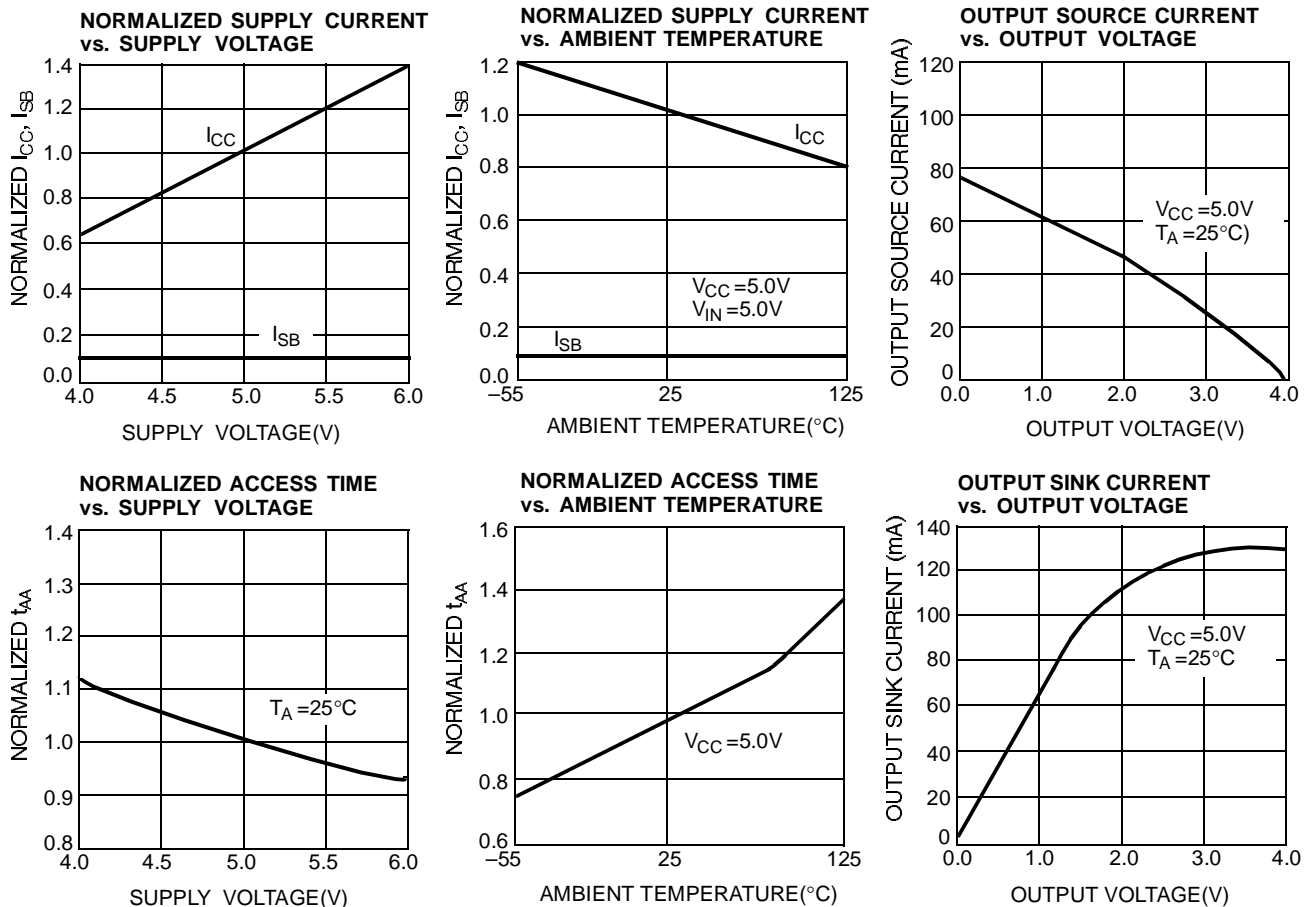 NORMALIZED SUPPLY CURRENT
vs. SUPPLY VOLTAGE
NORMALIZED I_CC, I_SB
1.4
1.2
1.0
0.8
0.6
0.4
0.2
0.0
I_CC
I_SB
4.0 4.5 5.0 5.5 6.0
SUPPLY VOLTAGE(V)
NORMALIZED SUPPLY CURRENT
vs. AMBIENT TEMPERATURE
NORMALIZED I_CC, I_SB
1.2
1.0
0.8
0.6
0.4
0.2
0.0
I_CC
V_CC=5.0V
V_IN=5.0V
I_SB
–55 25 125
AMBIENT TEMPERATURE(°C)
OUTPUT SOURCE CURRENT
vs. OUTPUT VOLTAGE
OUTPUT SOURCE CURRENT (mA)
120
100
80
60
40
20
0
V_CC=5.0V
T_A=25°C)
0.0 1.0 2.0 3.0 4.0
OUTPUT VOLTAGE(V)
NORMALIZED ACCESS TIME
vs. SUPPLY VOLTAGE
NORMALIZED t_AA
1.4
1.3
1.2
1.1
1.0
0.9
0.8
T_A=25°C
4.0 4.5 5.0 5.5 6.0
SUPPLY VOLTAGE(V)
NORMALIZED ACCESS TIME
vs. AMBIENT TEMPERATURE
NORMALIZED t_AA
1.6
1.4
1.2
1.0
0.8
0.6
V_CC=5.0V
–55 25 125
AMBIENT TEMPERATURE(°C)
OUTPUT SINK CURRENT
vs. OUTPUT VOLTAGE
OUTPUT SINK CURRENT (mA)
140
120
100
80
60
40
20
0
V_CC=5.0V
T_A=25°C
0.0 1.0 2.0 3.0 4.0
OUTPUT VOLTAGE(V)